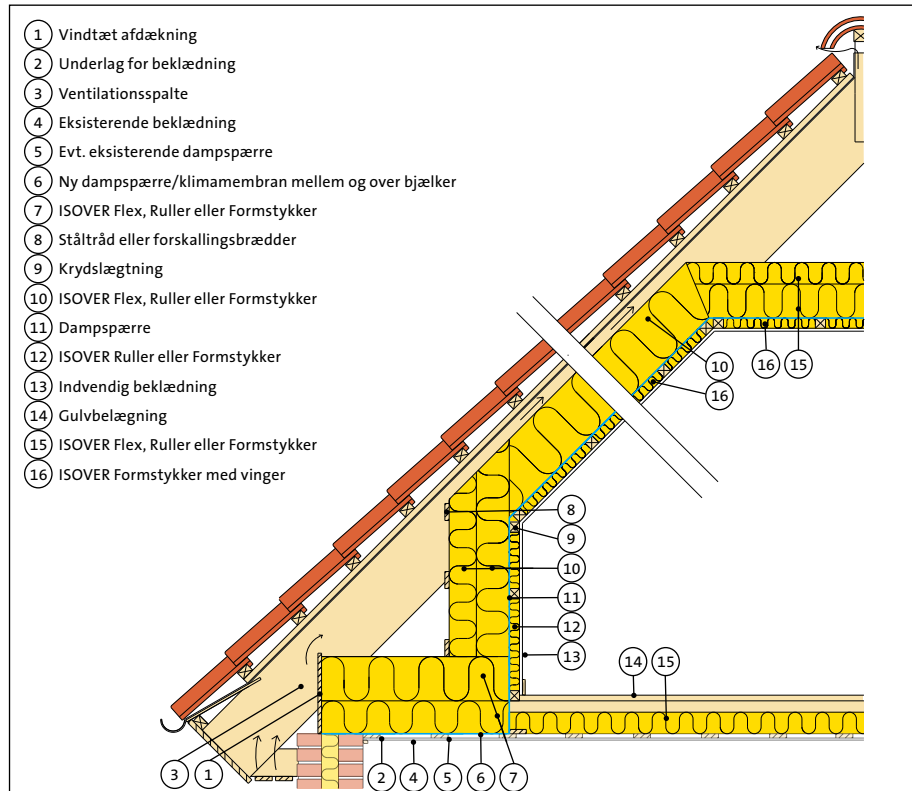 1 Vindtæt afdækning
2 Underlag for beklædning
3 Ventilationsspalte
4 Eksisterende beklædning
5 Evt. eksisterende dampspærre
6 Ny dampspærre/klimamembran mellem og over bjælker
7 ISOVER Flex, Ruller eller Formstykker
8 Ståltråd eller forskallingsbrædder
9 Krydslægtning
10 ISOVER Flex, Ruller eller Formstykker
11 Dampspærre
12 ISOVER Ruller eller Formstykker
13 Indvendig beklædning
14 Gulvbelægning
15 ISOVER Flex, Ruller eller Formstykker
16 ISOVER Formstykker med vinger
10 16 15
16
8
9
10
11
12
13 14 15
3 1 2 4 5 6 7